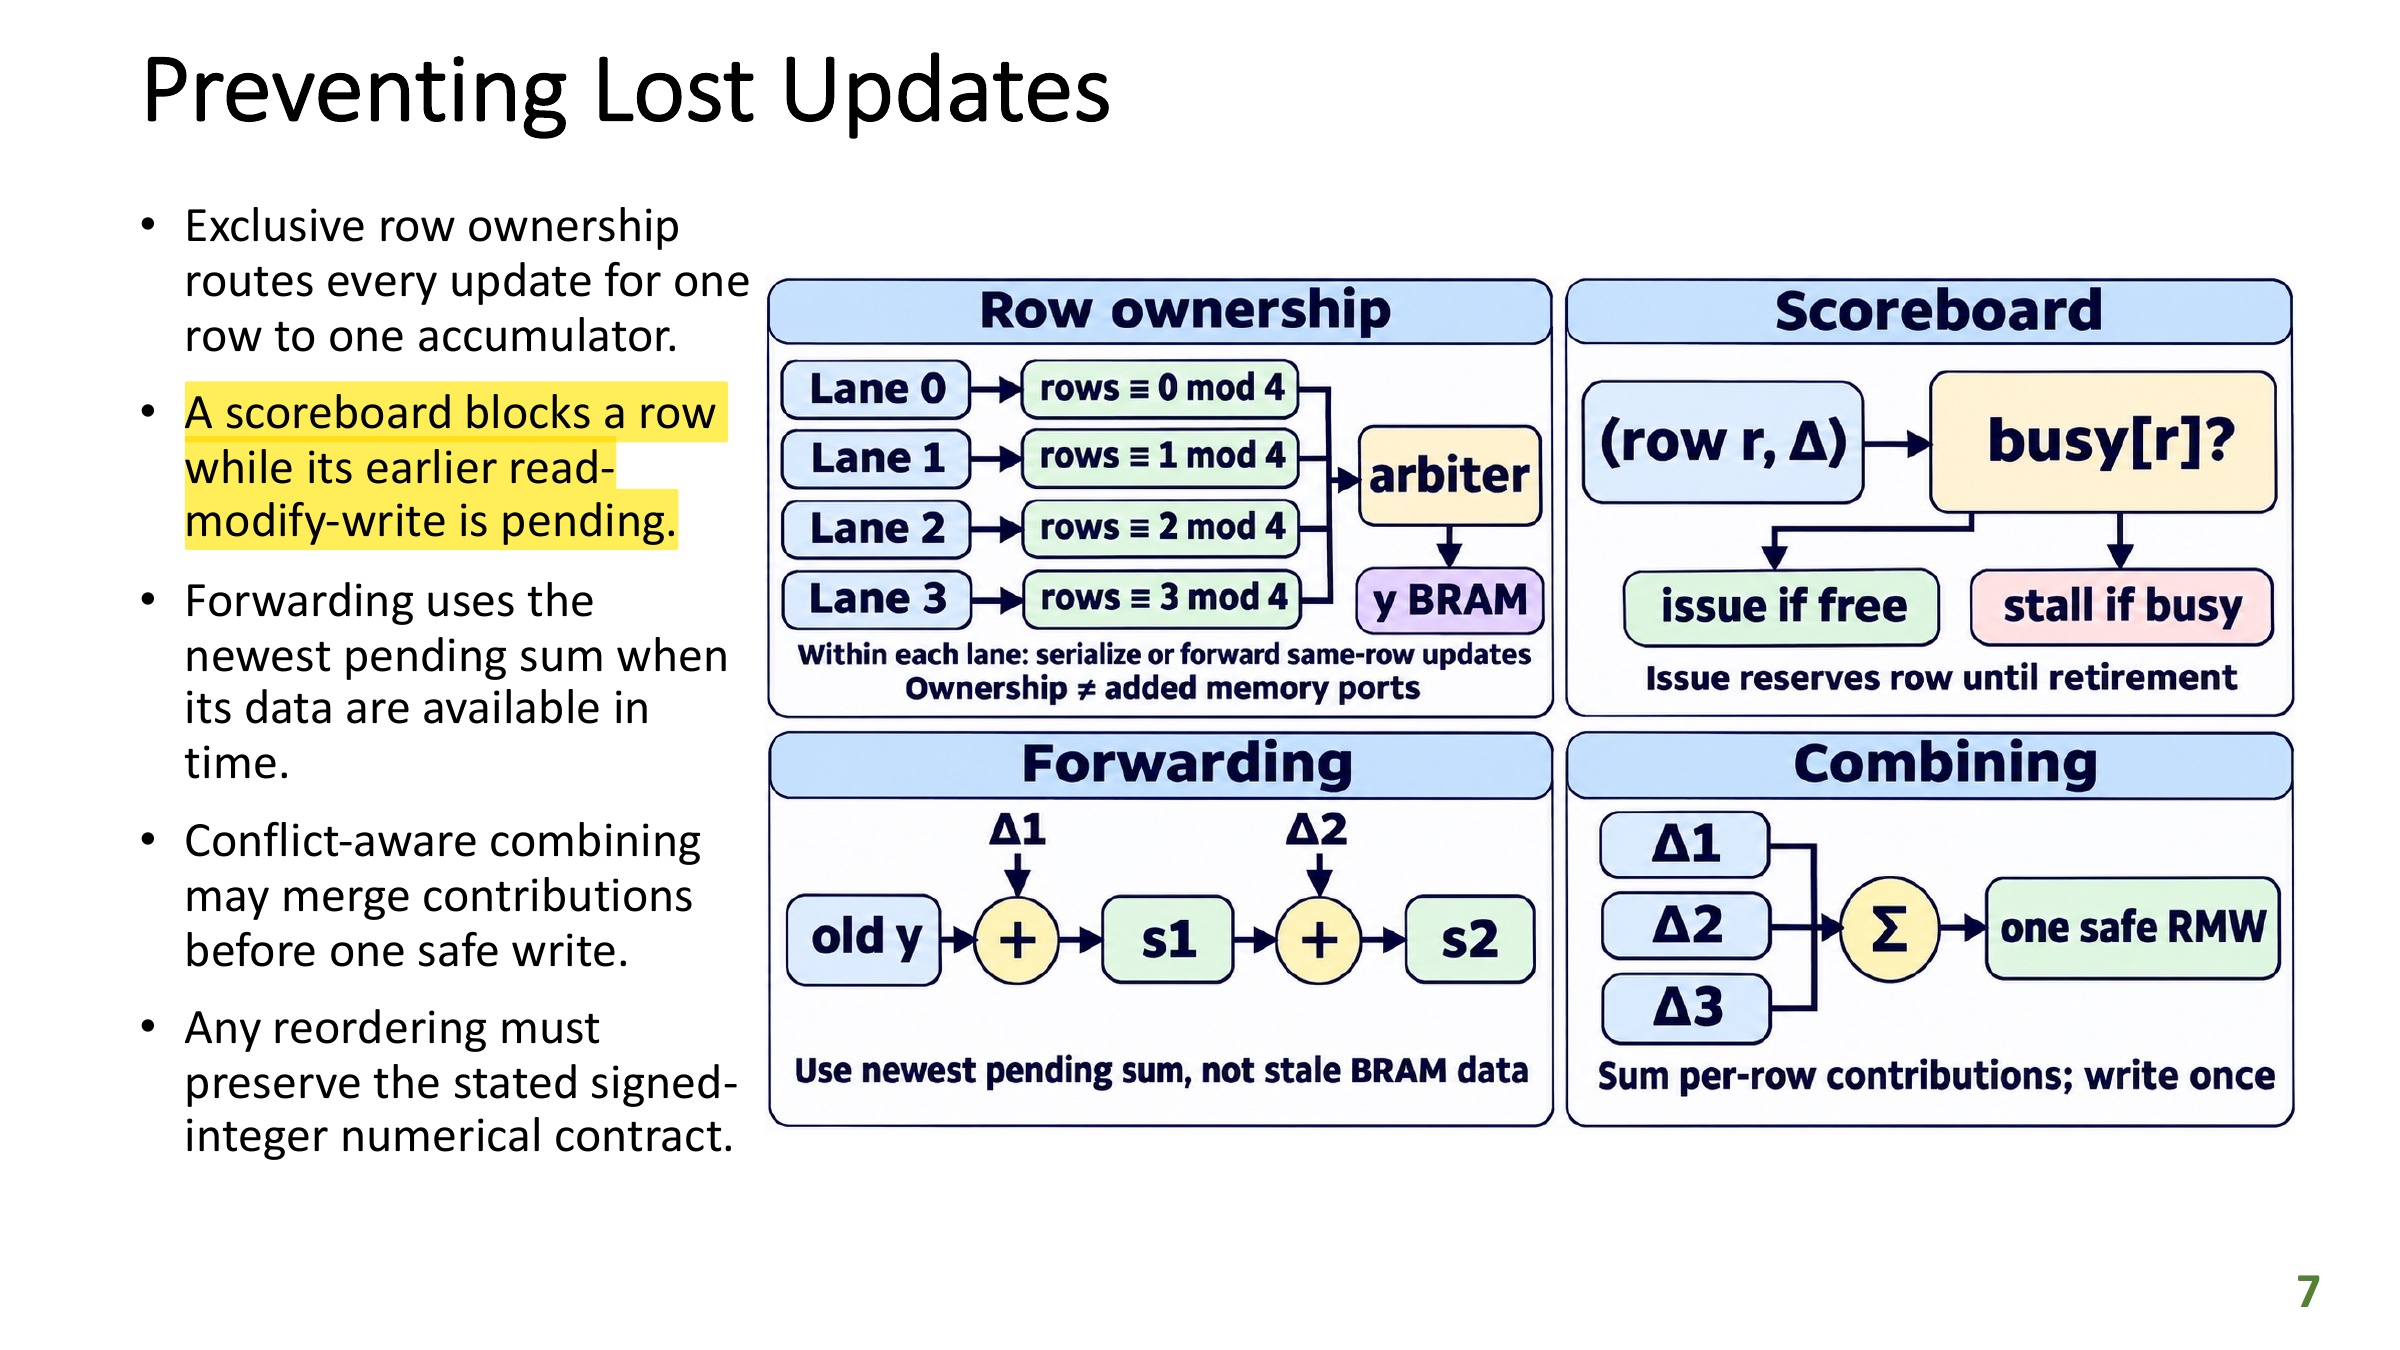 Preventing Lost Updates
• Exclusive row ownership
routes every update for one
row to one accumulator.
• A scoreboard blocks a row
while its earlier read-
modify-write is pending.
• Forwarding uses the
newest pending sum when
its data are available in
time.
• Conflict-aware combining
may merge contributions
before one safe write.
• Any reordering must
preserve the stated signed-
integer numerical contract.
Row ownership
Lane 0
rows ≡ 0 mod 4
Lane 1
rows ≡ 1 mod 4
Lane 2
rows ≡ 2 mod 4
Lane 3
rows ≡ 3 mod 4
arbiter
y BRAM
Within each lane: serialize or forward same-row updates
Ownership ≠ added memory ports
Scoreboard
(row r, Δ)
busy[r]?
issue if free
stall if busy
Issue reserves row until retirement
Forwarding
Δ1
Δ2
old y
+
s1
+
s2
Use newest pending sum, not stale BRAM data
Combining
Δ1
Δ2
Δ3
Σ
one safe RMW
Sum per-row contributions; write once
7